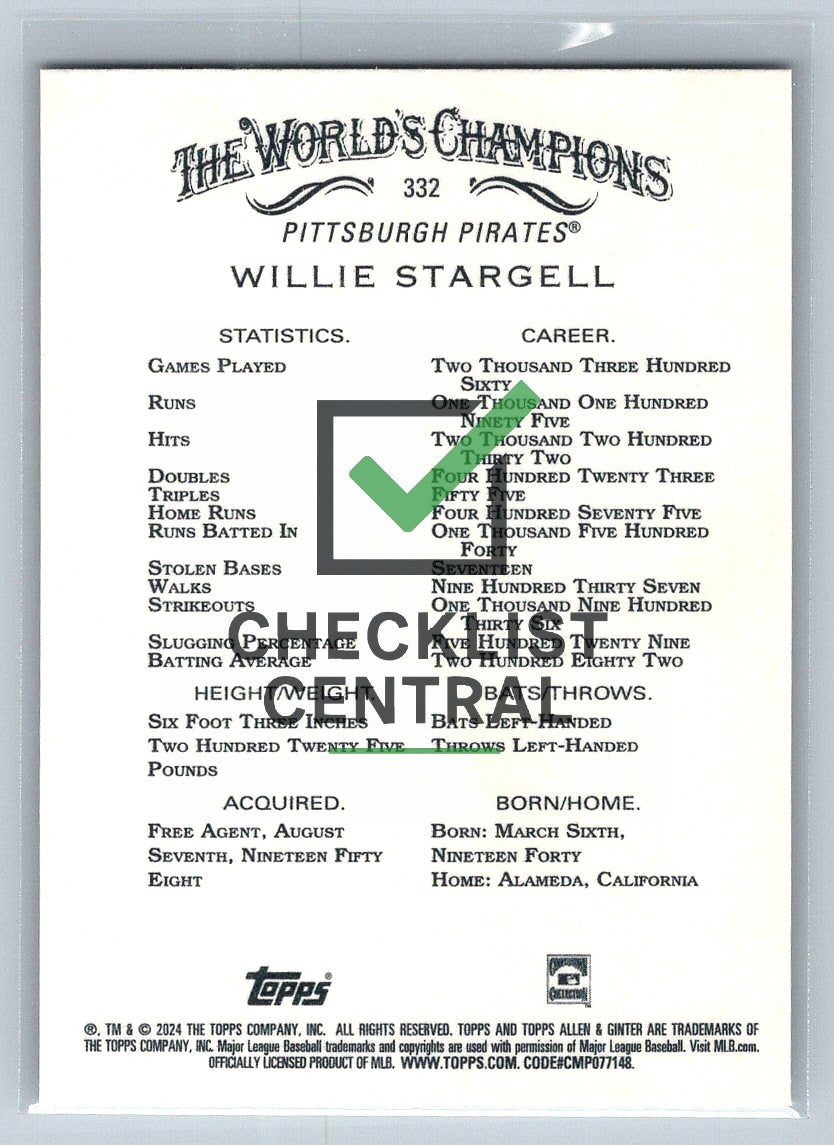 THE WORLD'S CHAMPIONS
332
PITTSBURGH PIRATES®
WILLIE STARGELL
STATISTICS. CAREER.
GAMES PLAYED TWO THOUSAND THREE HUNDRED
SIXTY
RUNS ONE THOUSAND ONE HUNDRED
NINETY FIVE
HITS TWO THOUSAND TWO HUNDRED
THIRTY TWO
DOUBLES FOUR HUNDRED TWENTY THREE
TRIPLES FIFTY FIVE
HOME RUNS FOUR HUNDRED SEVENTY FIVE
RUNS BATTED IN ONE THOUSAND FIVE HUNDRED
FORTY
STOLEN BASES SEVENTEEN
WALKS NINE HUNDRED THIRTY SEVEN
STRIKEOUTS ONE THOUSAND NINE HUNDRED
THIRTY SIX
SLUGGING PERCENTAGE FIVE HUNDRED TWENTY NINE
BATTING AVERAGE TWO HUNDRED EIGHTY TWO
CHECKLIST
CENTRAL
HEIGHT/WEIGHT. BATS/THROWS.
SIX FOOT THREE INCHES BATS LEFT-HANDED
TWO HUNDRED TWENTY FIVE THROWS LEFT-HANDED
POUNDS
ACQUIRED. BORN/HOME.
FREE AGENT, AUGUST BORN: MARCH SIXTH,
SEVENTH, NINETEEN FIFTY NINETEEN FORTY
EIGHT HOME: ALAMEDA, CALIFORNIA
TOPPS® COOPERSTOWN
COLLECTION
®, TM & © 2024 THE TOPPS COMPANY, INC. ALL RIGHTS RESERVED. TOPPS AND TOPPS ALLEN & GINTER ARE TRADEMARKS OF
THE TOPPS COMPANY, INC. Major League Baseball trademarks and copyrights are used with permission of Major League Baseball. Visit MLB.com.
OFFICIALLY LICENSED PRODUCT OF MLB. WWW.TOPPS.COM. CODE#CMP077148.